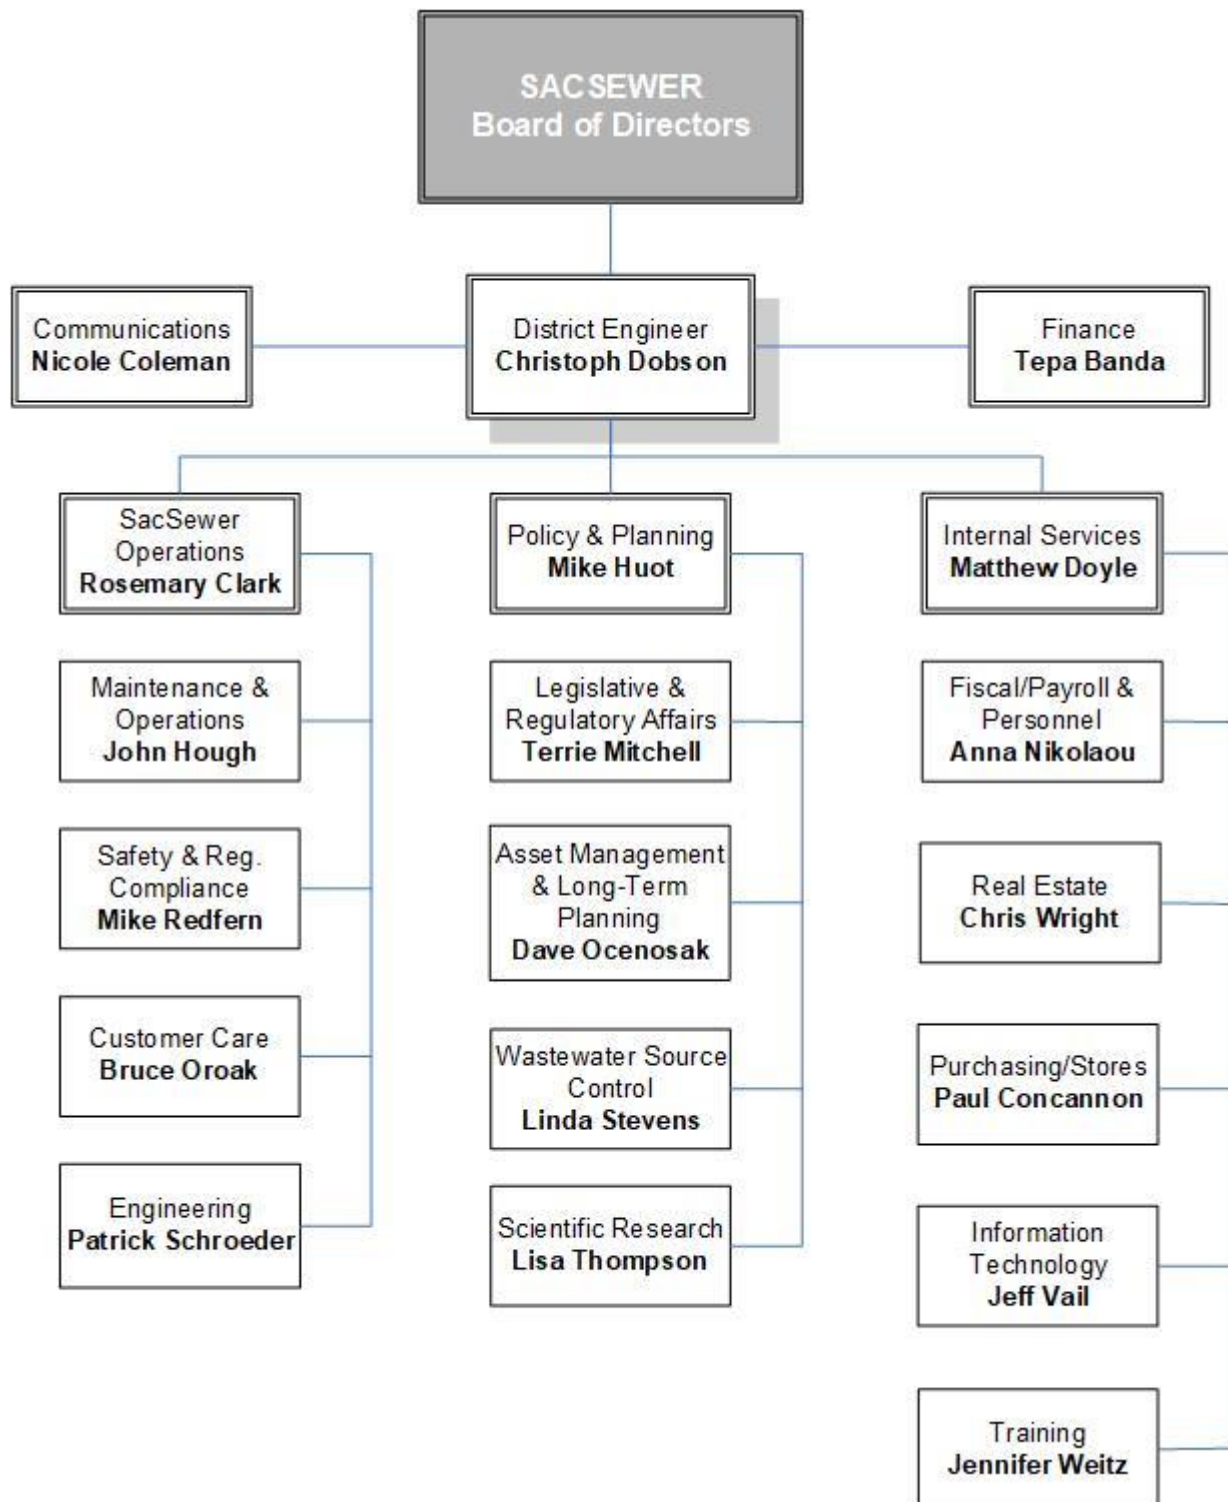 SACSEWER
Board of Directors
Communications
Nicole Coleman
District Engineer
Christoph Dobson
Finance
Tepa Banda
SacSewer
Operations
Rosemary Clark
Policy & Planning
Mike Huot
Internal Services
Matthew Doyle
Maintenance &
Operations
John Hough
Legislative &
Regulatory Affairs
Terrie Mitchell
Fiscal/Payroll &
Personnel
Anna Nikolaou
Safety & Reg.
Compliance
Mike Redfern
Asset Management
& Long-Term
Planning
Dave Ocenosak
Real Estate
Chris Wright
Customer Care
Bruce Oroak
Wastewater Source
Control
Linda Stevens
Purchasing/Stores
Paul Concannon
Engineering
Patrick Schroeder
Scientific Research
Lisa Thompson
Information
Technology
Jeff Vail
Training
Jennifer Weitz